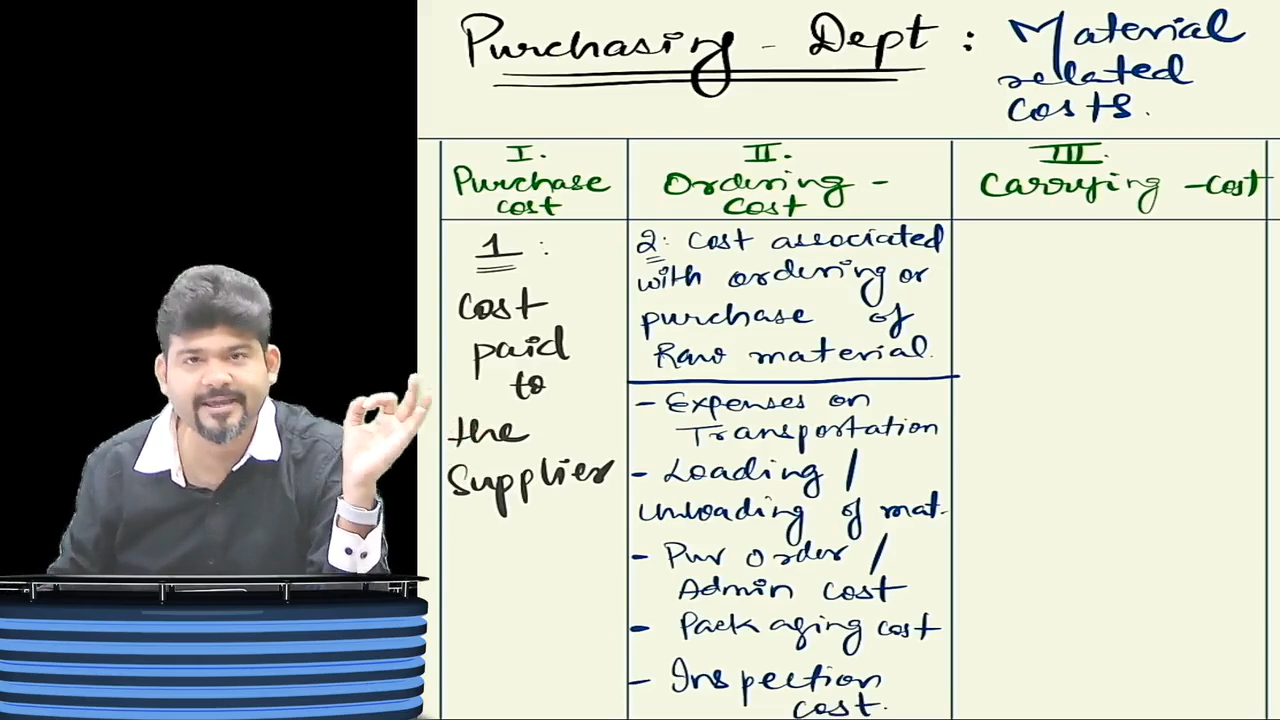 Purchasing - Dept : Material
related
costs.
I.
Purchase
cost
II.
Ordering -
Cost
III.
Carrying - cost
1 :
Cost
paid
to
the
Supplier
2: Cost associated
with ordering or
purchase of
Raw material.
- Expenses on
Transportation
- Loading /
Unloading of mat.
- Pur order /
Admin cost
- Packaging cost
- Inspection
cost.